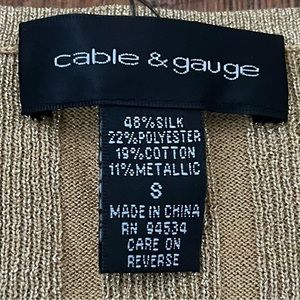 cable & gauge
48%SILK
22%POLYESTER
19%COTTON
11%METALLIC
S
MADE IN CHINA
RN 94534
CARE ON
REVERSE